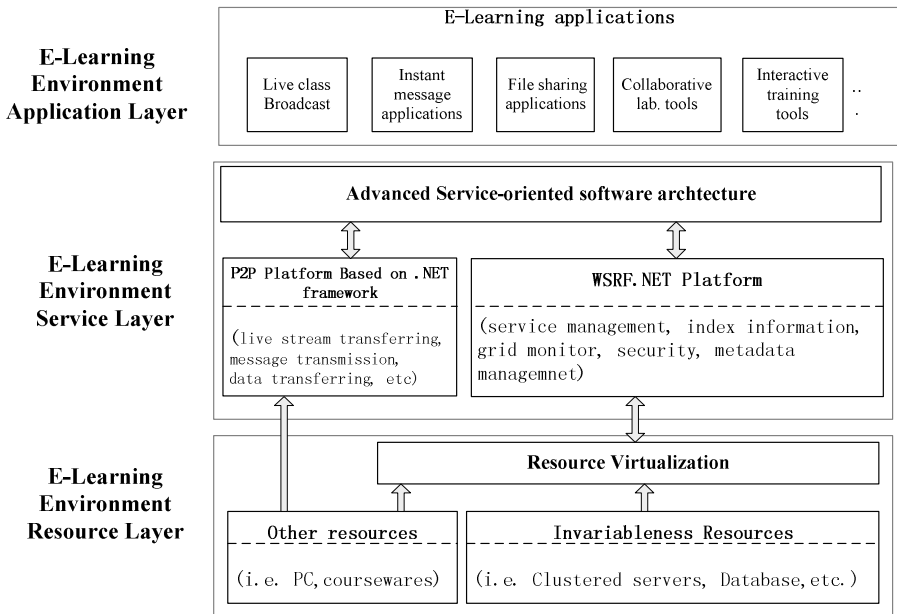 E-Learning applications
E-Learning
Environment
Application Layer
Live class
Broadcast
Instant
message
applications
File sharing
applications
Collaborative
lab. tools
Interactive
training
tools
..
.
Advanced Service-oriented software archtecture
E-Learning
Environment
Service Layer
P2P Platform Based on .NET
framework
(live stream transferring,
message transmission,
data transferring, etc)
WSRF.NET Platform
(service management, index information,
grid monitor, security, metadata
managemnet)
E-Learning
Environment
Resource Layer
Resource Virtualization
Other resources
(i.e. PC,coursewares)
Invariableness Resources
(i.e. Clustered servers, Database,etc.)